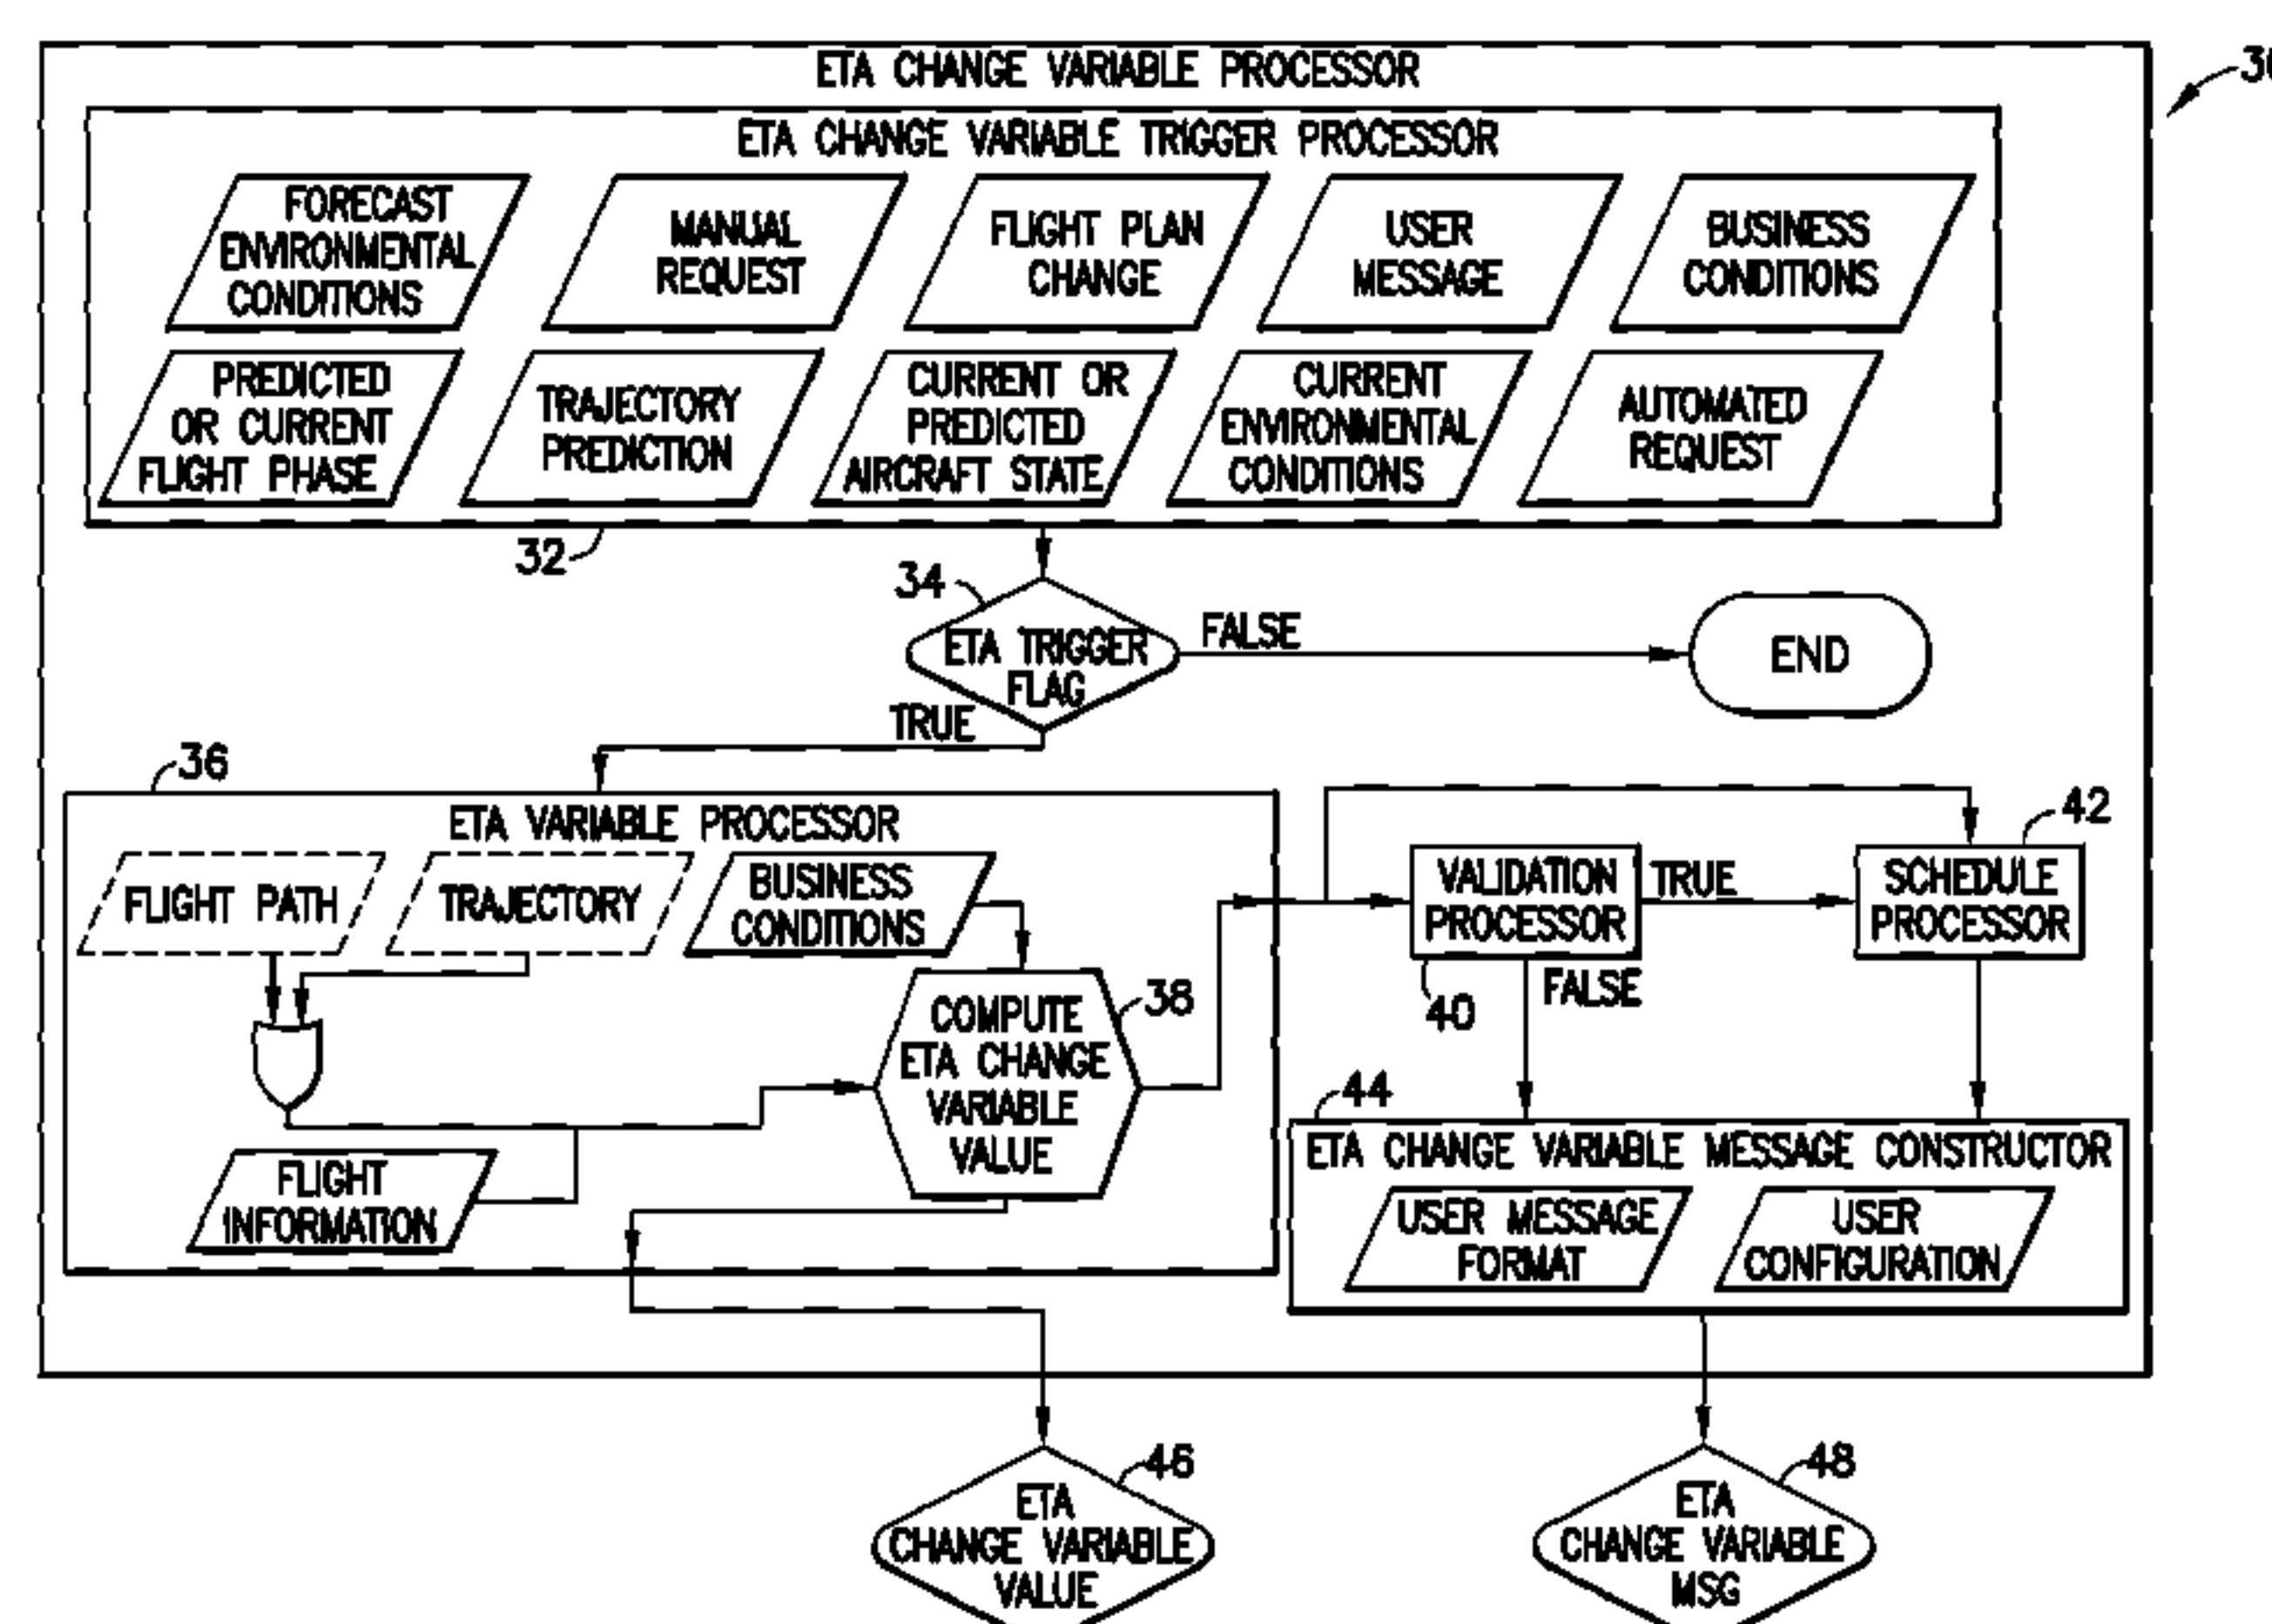 ETA CHANGE VARIABLE PROCESSOR
ETA CHANGE VARIABLE TRIGGER PROCESSOR
FORECAST
ENVIRONMENTAL
CONDITIONS
MANUAL
REQUEST
FLIGHT PLAN
CHANGE
USER
MESSAGE
BUSINESS
CONDITIONS
PREDICTED
OR CURRENT
FLIGHT PHASE
TRAJECTORY
PREDICTION
CURRENT OR
PREDICTED
AIRCRAFT STATE
CURRENT
ENVIRONMENTAL
CONDITIONS
AUTOMATED
REQUEST
32
34
ETA TRIGGER
FLAG
FALSE
END
TRUE
36
ETA VARIABLE PROCESSOR
FLIGHT PATH
TRAJECTORY
BUSINESS
CONDITIONS
COMPUTE
ETA CHANGE
VARIABLE
VALUE
38
FLIGHT
INFORMATION
VALIDATION
PROCESSOR
40
TRUE
FALSE
SCHEDULE
PROCESSOR
42
44
ETA CHANGE VARIABLE MESSAGE CONSTRUCTOR
USER MESSAGE
FORMAT
USER
CONFIGURATION
46
ETA
CHANGE VARIABLE
VALUE
48
ETA
CHANGE VARIABLE
MSG